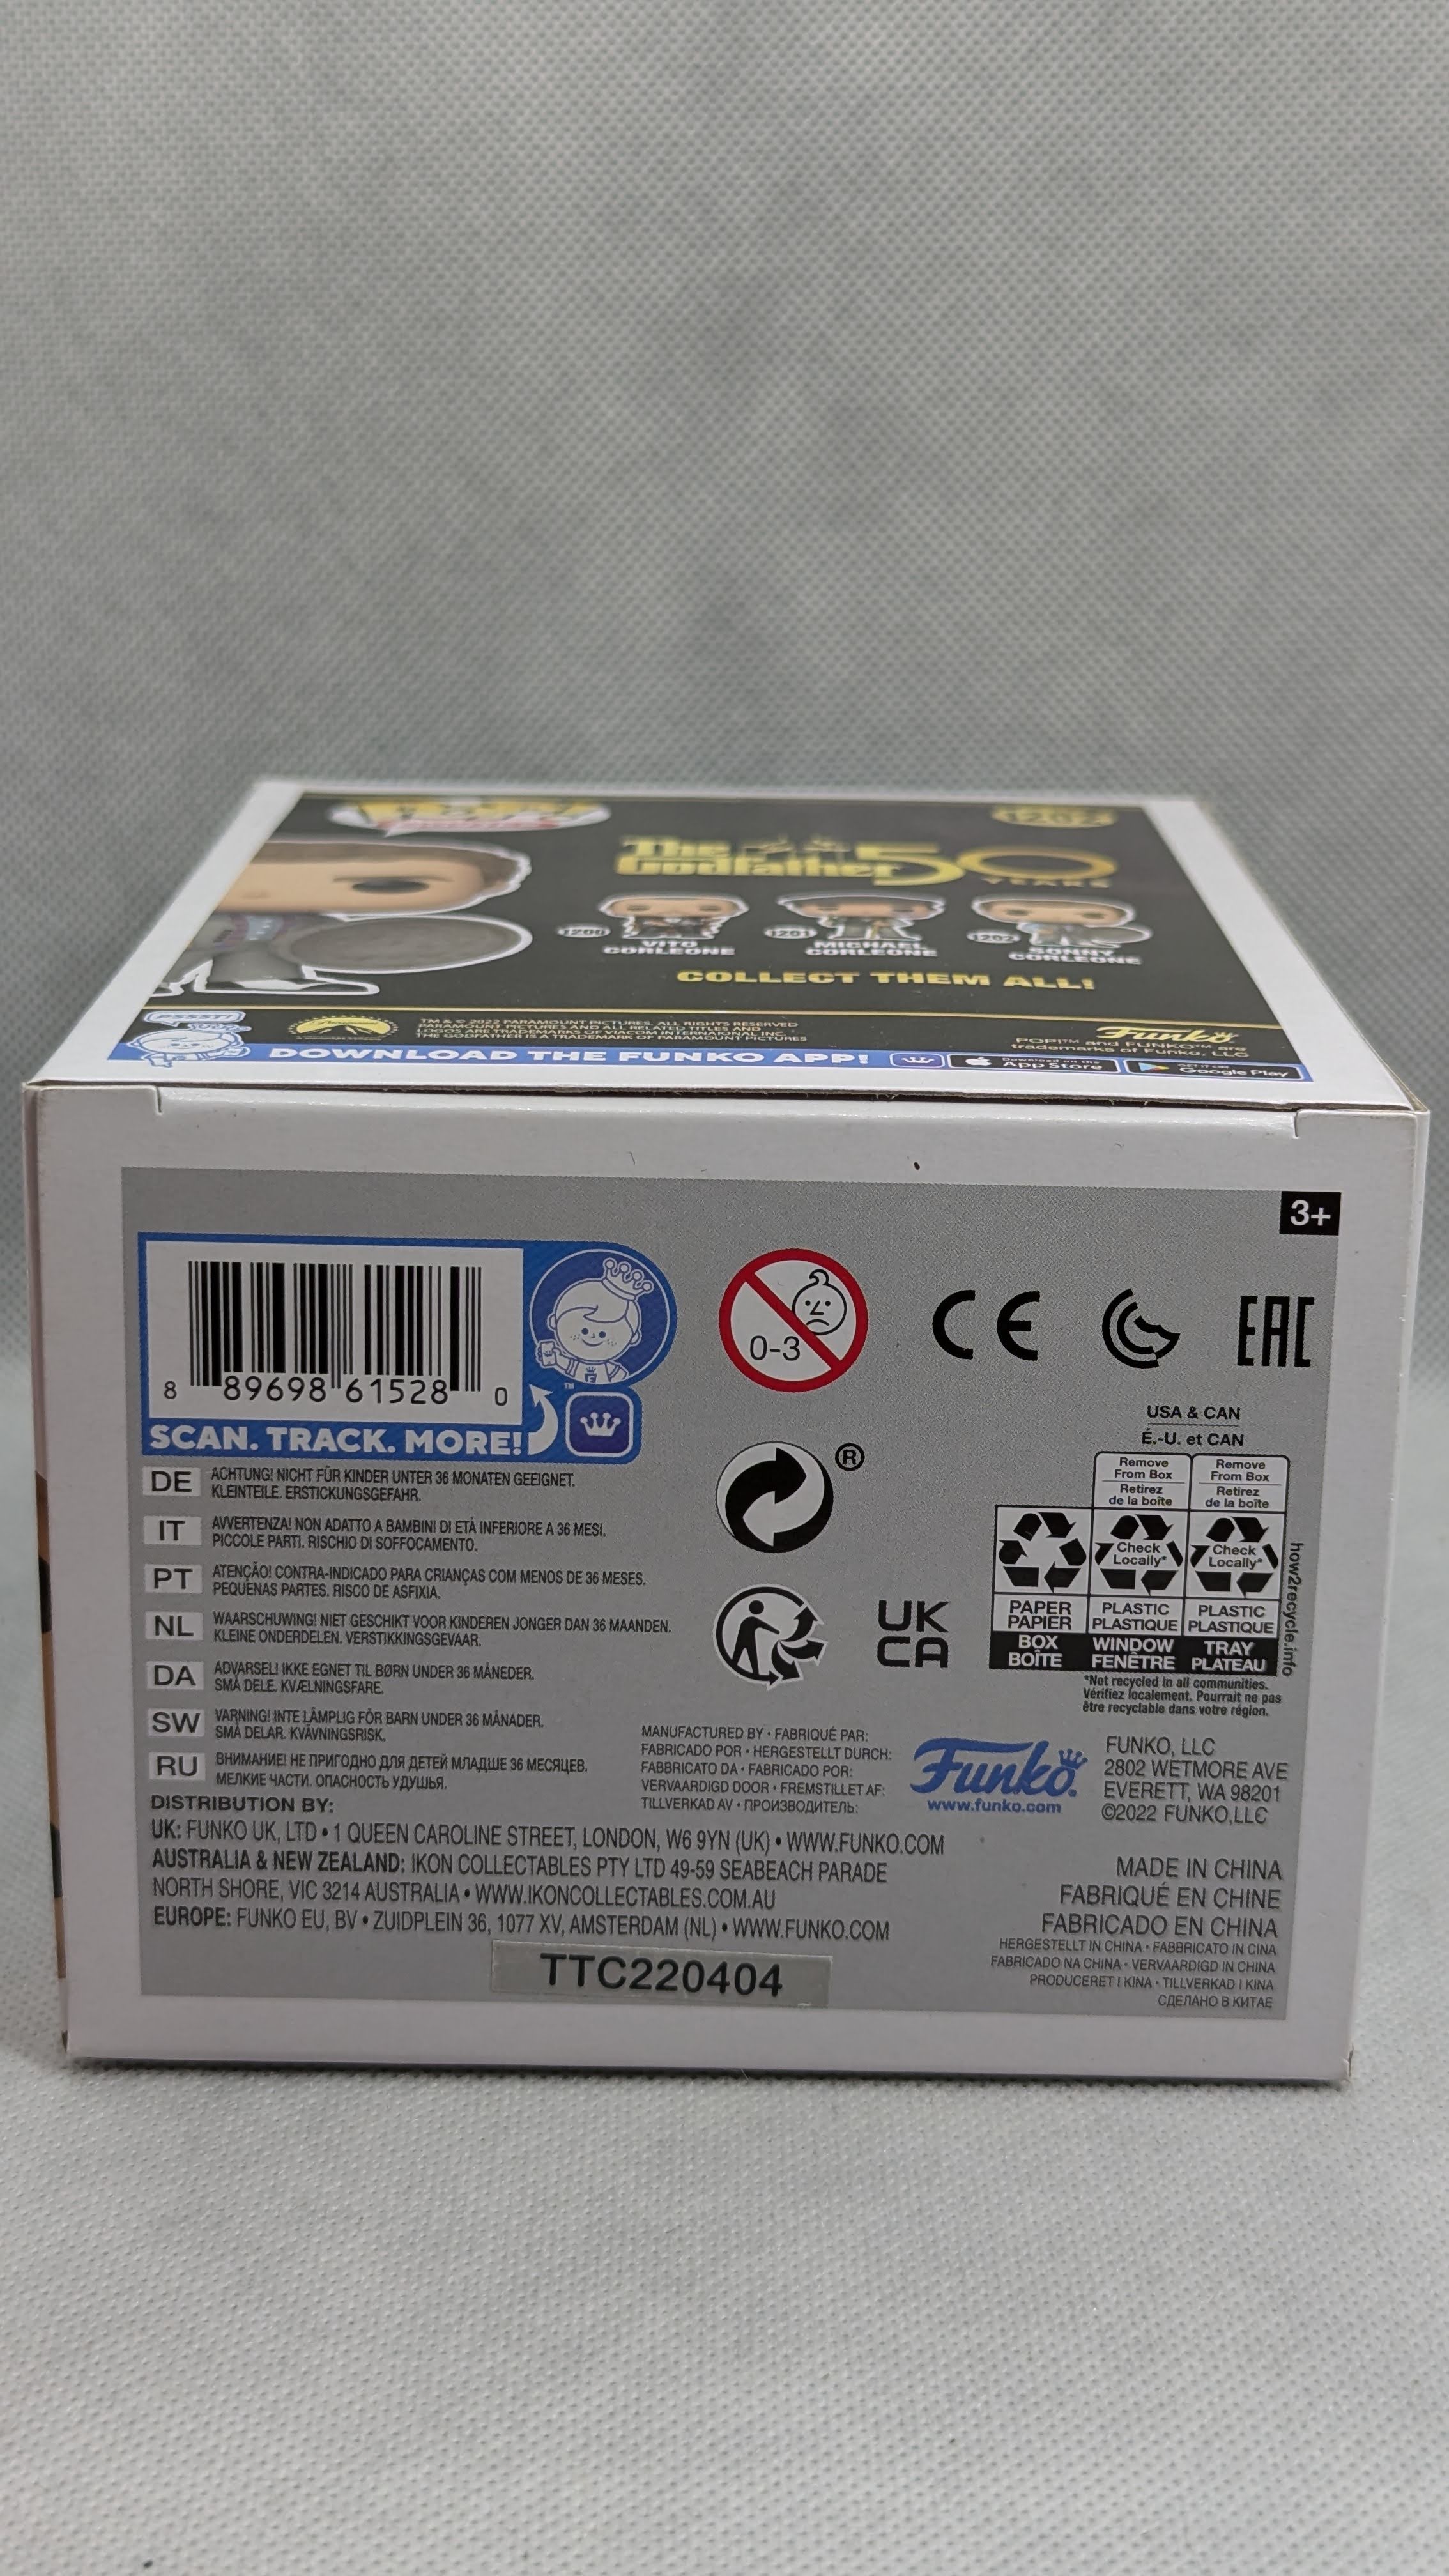 The Godfather 50 YEARS
1200 1201 1202
VITO CORLEONE MICHAEL CORLEONE SONNY CORLEONE
COLLECT THEM ALL!
PSSST!
TM & © 2022 PARAMOUNT PICTURES. ALL RIGHTS RESERVED
PARAMOUNT PICTURES AND ALL RELATED TITLES AND
LOGOS ARE TRADEMARKS OF VIACOM INTERNATIONAL INC.
THE GODFATHER IS A TRADEMARK OF PARAMOUNT PICTURES
Funko
POP!™ and FUNKO™ are
trademarks of Funko, LLC
DOWNLOAD THE FUNKO APP!
Download on the App Store
GET IT ON Google Play
3+
8 89698 61528 0
SCAN. TRACK. MORE!
™
0-3
CE
EAC
®
UK
CA
USA & CAN
É.-U. et CAN
Remove From Box Retirez de la boîte
Remove From Box Retirez de la boîte
Check Locally*
Check Locally*
PAPER PAPIER
PLASTIC PLASTIQUE
PLASTIC PLASTIQUE
BOX BOÎTE
WINDOW FENÊTRE
TRAY PLATEAU
how2recycle.info
*Not recycled in all communities.
Vérifiez localement. Pourrait ne pas
être recyclable dans votre région.
DE ACHTUNG! NICHT FÜR KINDER UNTER 36 MONATEN GEEIGNET.
KLEINTEILE. ERSTICKUNGSGEFAHR.
IT AVVERTENZA! NON ADATTO A BAMBINI DI ETÀ INFERIORE A 36 MESI.
PICCOLE PARTI. RISCHIO DI SOFFOCAMENTO.
PT ATENÇÃO! CONTRA-INDICADO PARA CRIANÇAS COM MENOS DE 36 MESES.
PEQUENAS PARTES. RISCO DE ASFIXIA.
NL WAARSCHUWING! NIET GESCHIKT VOOR KINDEREN JONGER DAN 36 MAANDEN.
KLEINE ONDERDELEN. VERSTIKKINGSGEVAAR.
DA ADVARSEL! IKKE EGNET TIL BØRN UNDER 36 MÅNEDER.
SMÅ DELE. KVÆLNINGSFARE.
SW VARNING! INTE LÄMPLIG FÖR BARN UNDER 36 MÅNADER.
SMÅ DELAR. KVÄVNINGSRISK.
RU ВНИМАНИЕ! НЕ ПРИГОДНО ДЛЯ ДЕТЕЙ МЛАДШЕ 36 МЕСЯЦЕВ.
МЕЛКИЕ ЧАСТИ. ОПАСНОСТЬ УДУШЬЯ.
MANUFACTURED BY • FABRIQUÉ PAR:
FABRICADO POR • HERGESTELLT DURCH:
FABBRICATO DA • FABRICADO POR:
VERVAARDIGD DOOR • FREMSTILLET AF:
TILLVERKAD AV • ПРОИЗВОДИТЕЛЬ:
Funko
www.funko.com
FUNKO, LLC
2802 WETMORE AVE
EVERETT, WA 98201
©2022 FUNKO,LLC
DISTRIBUTION BY:
UK: FUNKO UK, LTD • 1 QUEEN CAROLINE STREET, LONDON, W6 9YN (UK) • WWW.FUNKO.COM
AUSTRALIA & NEW ZEALAND: IKON COLLECTABLES PTY LTD 49-59 SEABEACH PARADE
NORTH SHORE, VIC 3214 AUSTRALIA • WWW.IKONCOLLECTABLES.COM.AU
EUROPE: FUNKO EU, BV • ZUIDPLEIN 36, 1077 XV, AMSTERDAM (NL) • WWW.FUNKO.COM
MADE IN CHINA
FABRIQUÉ EN CHINE
FABRICADO EN CHINA
HERGESTELLT IN CHINA • FABBRICATO IN CINA
FABRICADO NA CHINA • VERVAARDIGD IN CHINA
PRODUCERET I KINA • TILLVERKAD I KINA
СДЕЛАНО В КИТАЕ
TTC220404